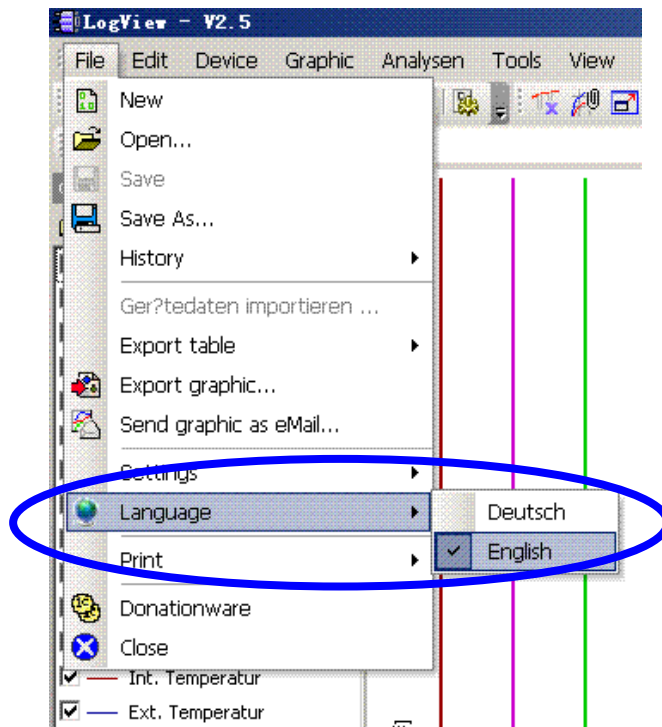 LogView - V2.5
File Edit Device Graphic Analysen Tools View
New
Open...
Save
Save As...
History
Ger?tedaten importieren ...
Export table
Export graphic...
Send graphic as eMail...
Settings
Language
Deutsch
English
Print
Donationware
Close
Int. Temperatur
Ext. Temperatur